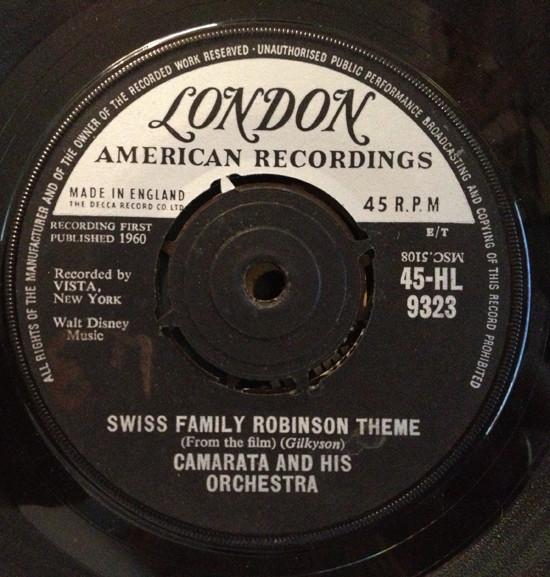 ALL RIGHTS OF THE MANUFACTURER AND OF THE OWNER OF THE RECORDED WORK RESERVED · UNAUTHORISED PUBLIC PERFORMANCE BROADCASTING AND COPYING OF THIS RECORD PROHIBITED
LONDON
AMERICAN RECORDINGS
MADE IN ENGLAND
THE DECCA RECORD CO. LTD.
45 R.P.M
RECORDING FIRST
PUBLISHED 1960
E/T
MSC.5108
Recorded by
VISTA,
NEW YORK
45-HL
9323
Walt Disney
Music
SWISS FAMILY ROBINSON THEME
(From the film) (Gilkyson)
CAMARATA AND HIS
ORCHESTRA